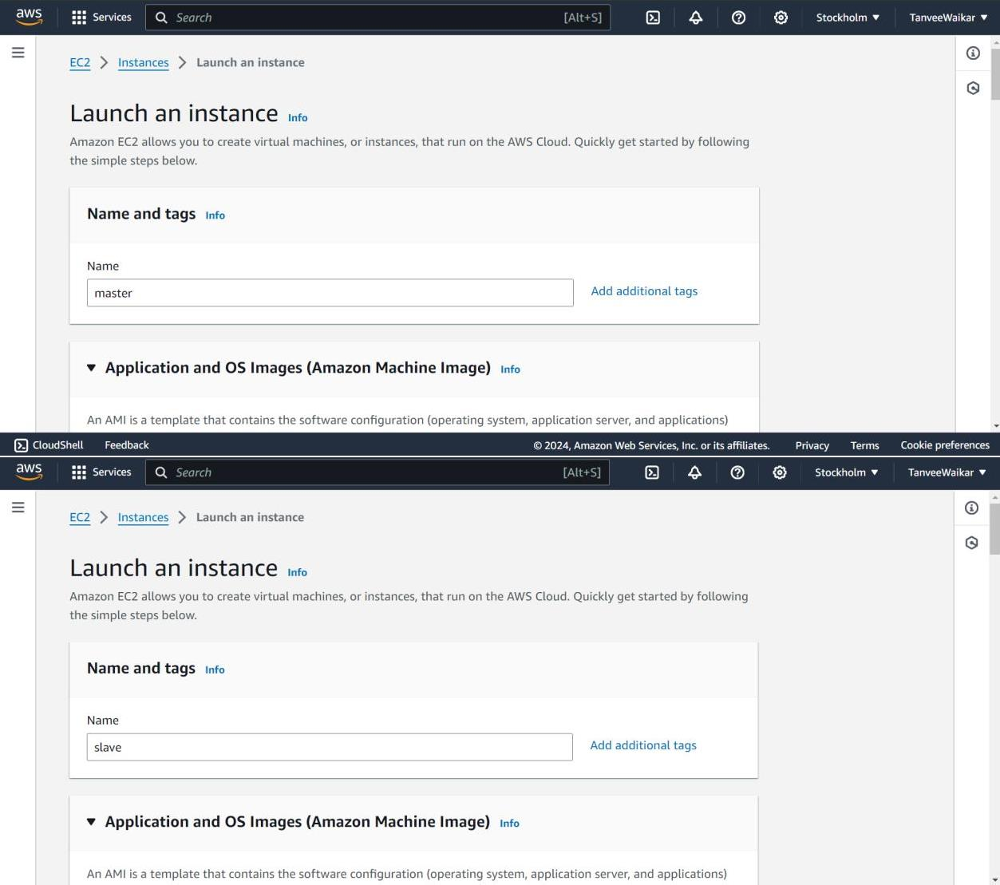 aws Services Search [Alt+S] Stockholm TanveeWaikar
EC2 Instances Launch an instance
Launch an instance Info
Amazon EC2 allows you to create virtual machines, or instances, that run on the AWS Cloud. Quickly get started by following
the simple steps below.
Name and tags Info
Name
master Add additional tags
Application and OS Images (Amazon Machine Image) Info
An AMI is a template that contains the software configuration (operating system, application server, and applications)
CloudShell Feedback © 2024, Amazon Web Services, Inc. or its affiliates. Privacy Terms Cookie preferences
aws Services Search [Alt+S] Stockholm TanveeWaikar
EC2 Instances Launch an instance
Launch an instance Info
Amazon EC2 allows you to create virtual machines, or instances, that run on the AWS Cloud. Quickly get started by following
the simple steps below.
Name and tags Info
Name
slave Add additional tags
Application and OS Images (Amazon Machine Image) Info
An AMI is a template that contains the software configuration (operating system, application server, and applications)